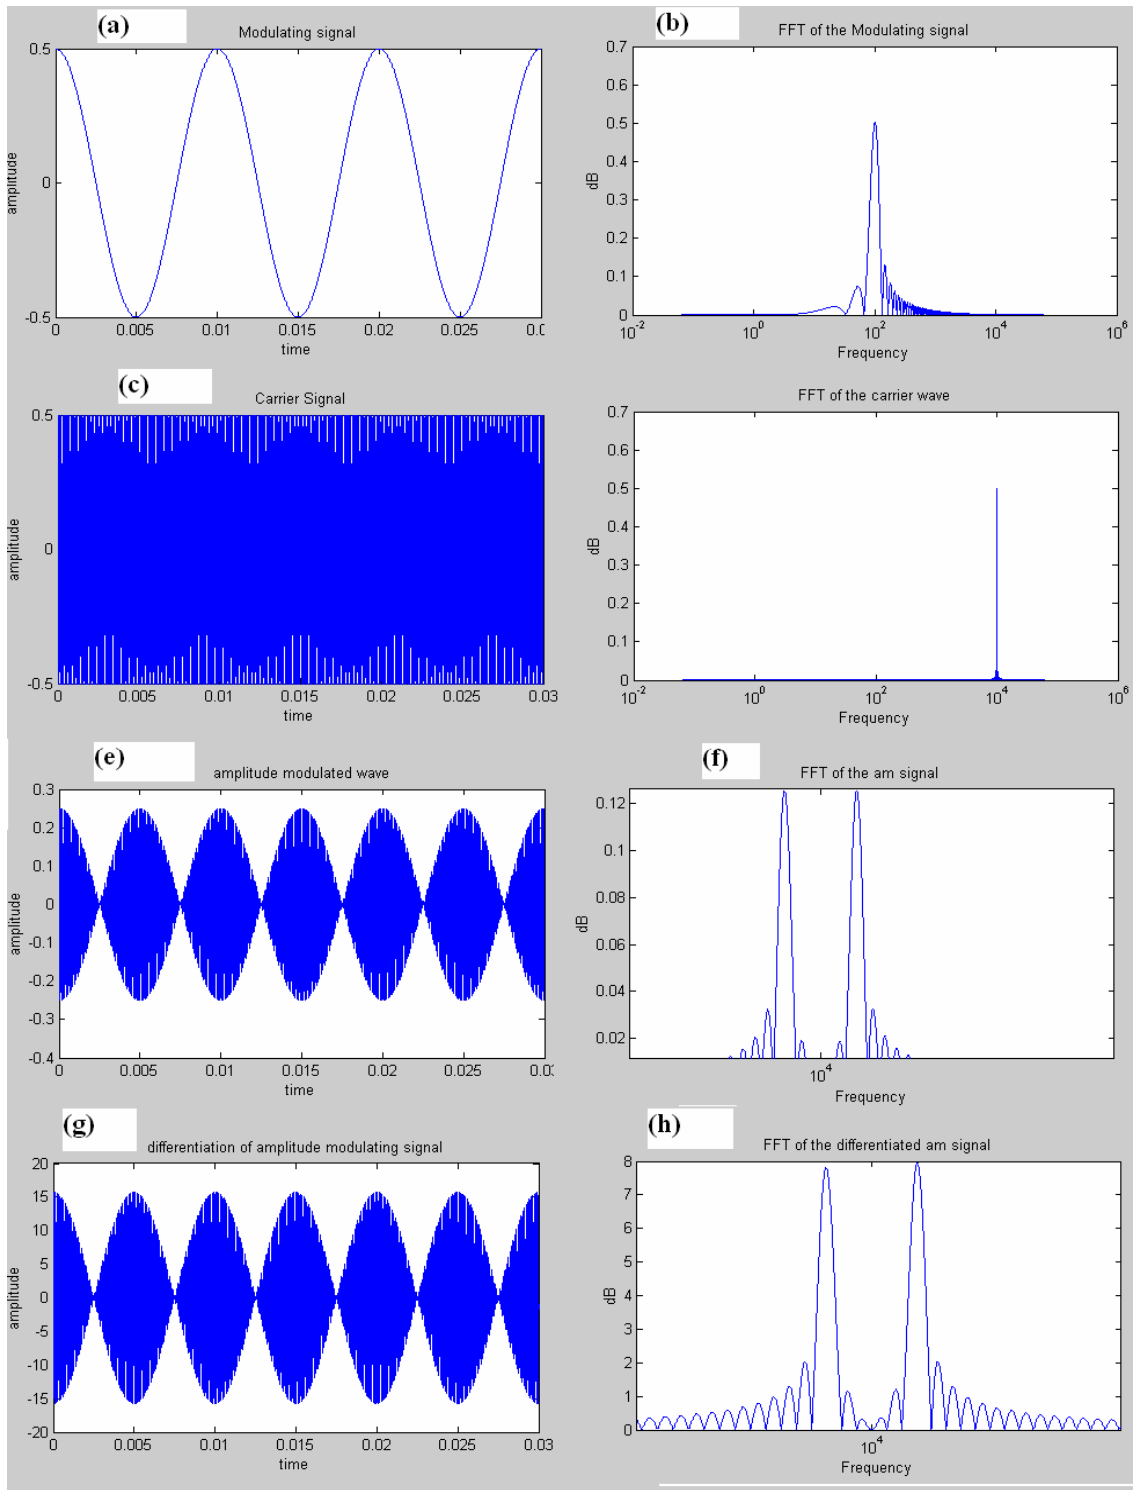 (a)
Modulating signal
0.5
0
-0.5
amplitude
0 0.005 0.01 0.015 0.02 0.025 0
time
(b)
FFT of the Modulating signal
0.7
0.6
0.5
0.4
0.3
0.2
0.1
0
dB
10-2 100 102 104 106
Frequency
(c)
Carrier Signal
0.5
0
-0.5
amplitude
0 0.005 0.01 0.015 0.02 0.025 0.03
time
FFT of the carrier wave
0.7
0.6
0.5
0.4
0.3
0.2
0.1
0
dB
10-2 100 102 104 106
Frequency
(e)
amplitude modulated wave
0.3
0.2
0.1
0
-0.1
-0.2
-0.3
-0.4
amplitude
0 0.005 0.01 0.015 0.02 0.025 0.03
time
(f)
FFT of the am signal
0.12
0.1
0.08
0.06
0.04
0.02
dB
104
Frequency
(g)
differentiation of amplitude modulating signal
20
15
10
5
0
-5
-10
-15
-20
amplitude
0 0.005 0.01 0.015 0.02 0.025 0.03
time
(h)
FFT of the differentiated am signal
8
7
6
5
4
3
2
1
0
dB
104
Frequency